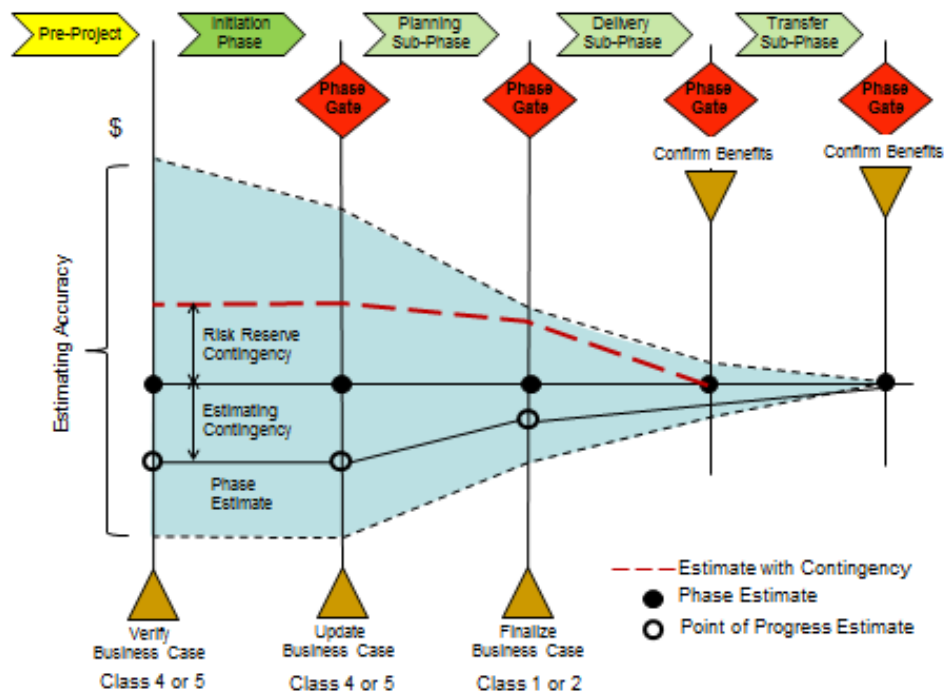 Pre-Project
Initiation
Phase
Planning
Sub-Phase
Delivery
Sub-Phase
Transfer
Sub-Phase
Phase
Gate
Phase
Gate
Phase
Gate
Phase
Gate
$
Confirm Benefits
Confirm Benefits
Estimating Accuracy
Risk Reserve
Contingency
Estimating
Contingency
Phase
Estimate
Estimate with Contingency
Phase Estimate
Point of Progress Estimate
Verify
Business Case
Class 4 or 5
Update
Business Case
Class 4 or 5
Finalize
Business Case
Class 1 or 2